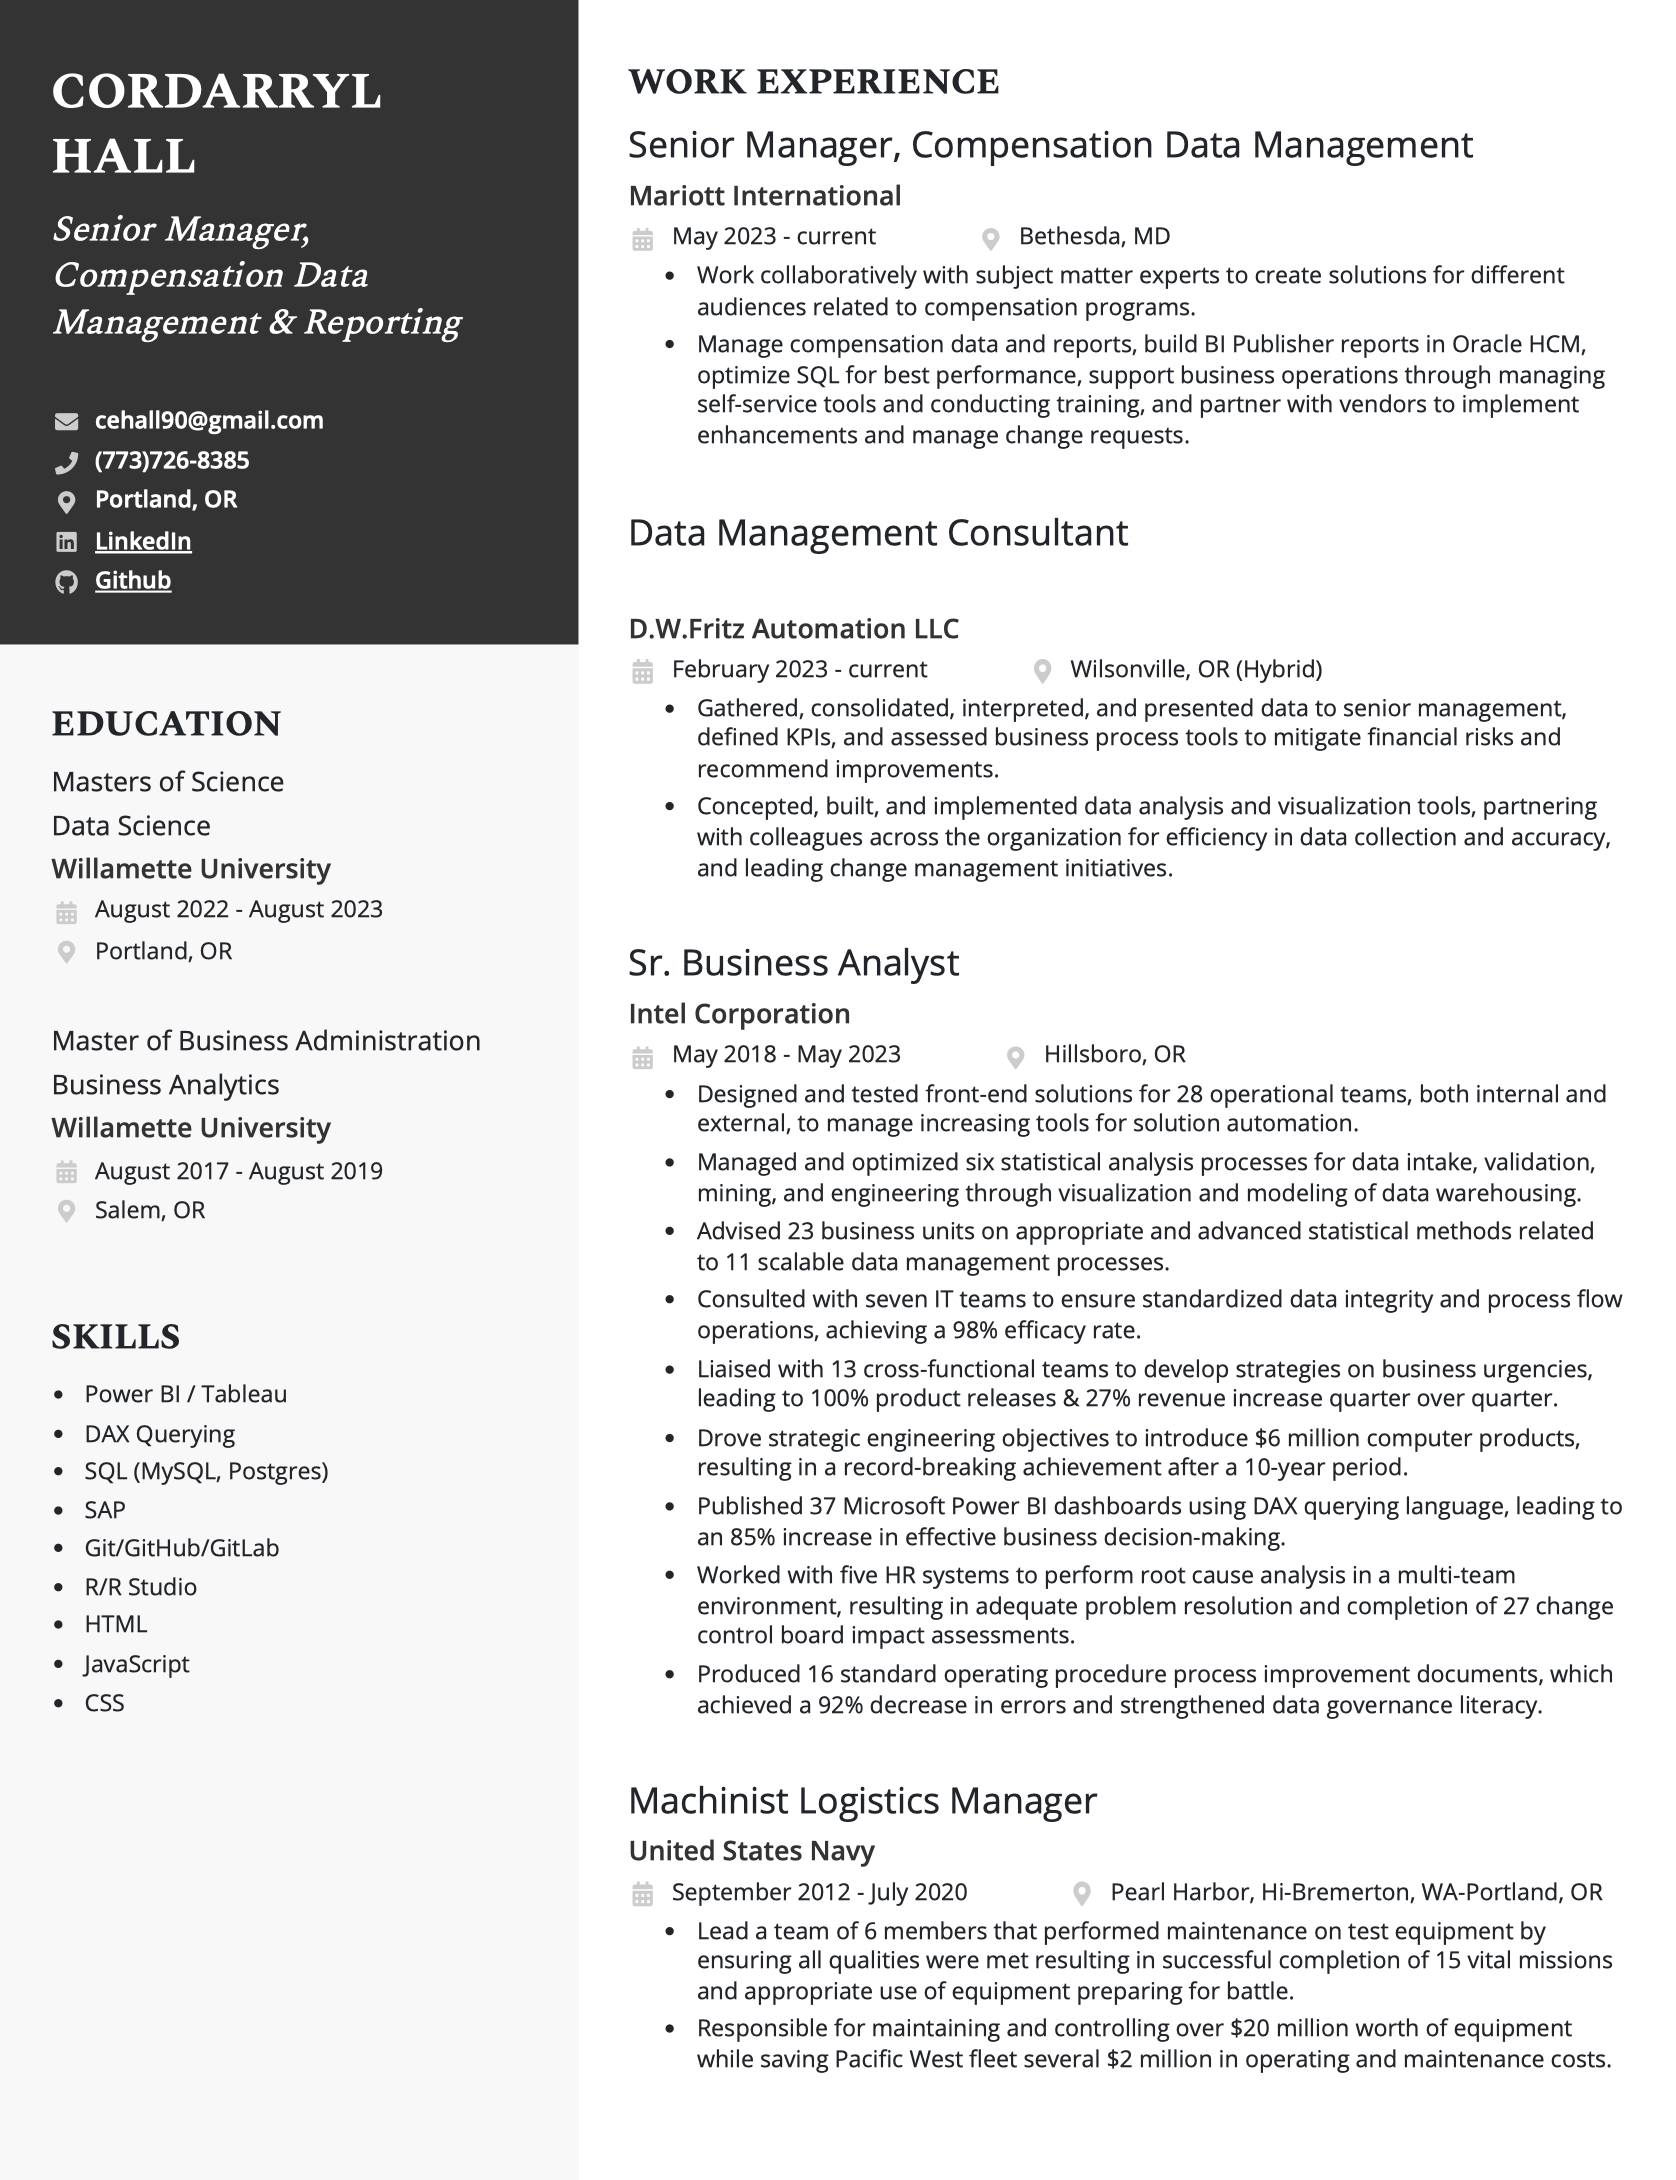 CORDARRYL
HALL
Senior Manager,
Compensation Data
Management & Reporting
cehall90@gmail.com
(773)726-8385
Portland, OR
LinkedIn
Github
EDUCATION
Masters of Science
Data Science
Willamette University
August 2022 - August 2023
Portland, OR
Master of Business Administration
Business Analytics
Willamette University
August 2017 - August 2019
Salem, OR
SKILLS
• Power BI / Tableau
• DAX Querying
• SQL (MySQL, Postgres)
• SAP
• Git/GitHub/GitLab
• R/R Studio
• HTML
• JavaScript
• CSS
WORK EXPERIENCE
Senior Manager, Compensation Data Management
Mariott International
May 2023 - current Bethesda, MD
• Work collaboratively with subject matter experts to create solutions for different
audiences related to compensation programs.
• Manage compensation data and reports, build BI Publisher reports in Oracle HCM,
optimize SQL for best performance, support business operations through managing
self-service tools and conducting training, and partner with vendors to implement
enhancements and manage change requests.
Data Management Consultant
D.W.Fritz Automation LLC
February 2023 - current Wilsonville, OR (Hybrid)
• Gathered, consolidated, interpreted, and presented data to senior management,
defined KPIs, and assessed business process tools to mitigate financial risks and
recommend improvements.
• Concepted, built, and implemented data analysis and visualization tools, partnering
with colleagues across the organization for efficiency in data collection and accuracy,
and leading change management initiatives.
Sr. Business Analyst
Intel Corporation
May 2018 - May 2023 Hillsboro, OR
• Designed and tested front-end solutions for 28 operational teams, both internal and
external, to manage increasing tools for solution automation.
• Managed and optimized six statistical analysis processes for data intake, validation,
mining, and engineering through visualization and modeling of data warehousing.
• Advised 23 business units on appropriate and advanced statistical methods related
to 11 scalable data management processes.
• Consulted with seven IT teams to ensure standardized data integrity and process flow
operations, achieving a 98% efficacy rate.
• Liaised with 13 cross-functional teams to develop strategies on business urgencies,
leading to 100% product releases & 27% revenue increase quarter over quarter.
• Drove strategic engineering objectives to introduce $6 million computer products,
resulting in a record-breaking achievement after a 10-year period.
• Published 37 Microsoft Power BI dashboards using DAX querying language, leading to
an 85% increase in effective business decision-making.
• Worked with five HR systems to perform root cause analysis in a multi-team
environment, resulting in adequate problem resolution and completion of 27 change
control board impact assessments.
• Produced 16 standard operating procedure process improvement documents, which
achieved a 92% decrease in errors and strengthened data governance literacy.
Machinist Logistics Manager
United States Navy
September 2012 - July 2020 Pearl Harbor, Hi-Bremerton, WA-Portland, OR
• Lead a team of 6 members that performed maintenance on test equipment by
ensuring all qualities were met resulting in successful completion of 15 vital missions
and appropriate use of equipment preparing for battle.
• Responsible for maintaining and controlling over $20 million worth of equipment
while saving Pacific West fleet several $2 million in operating and maintenance costs.